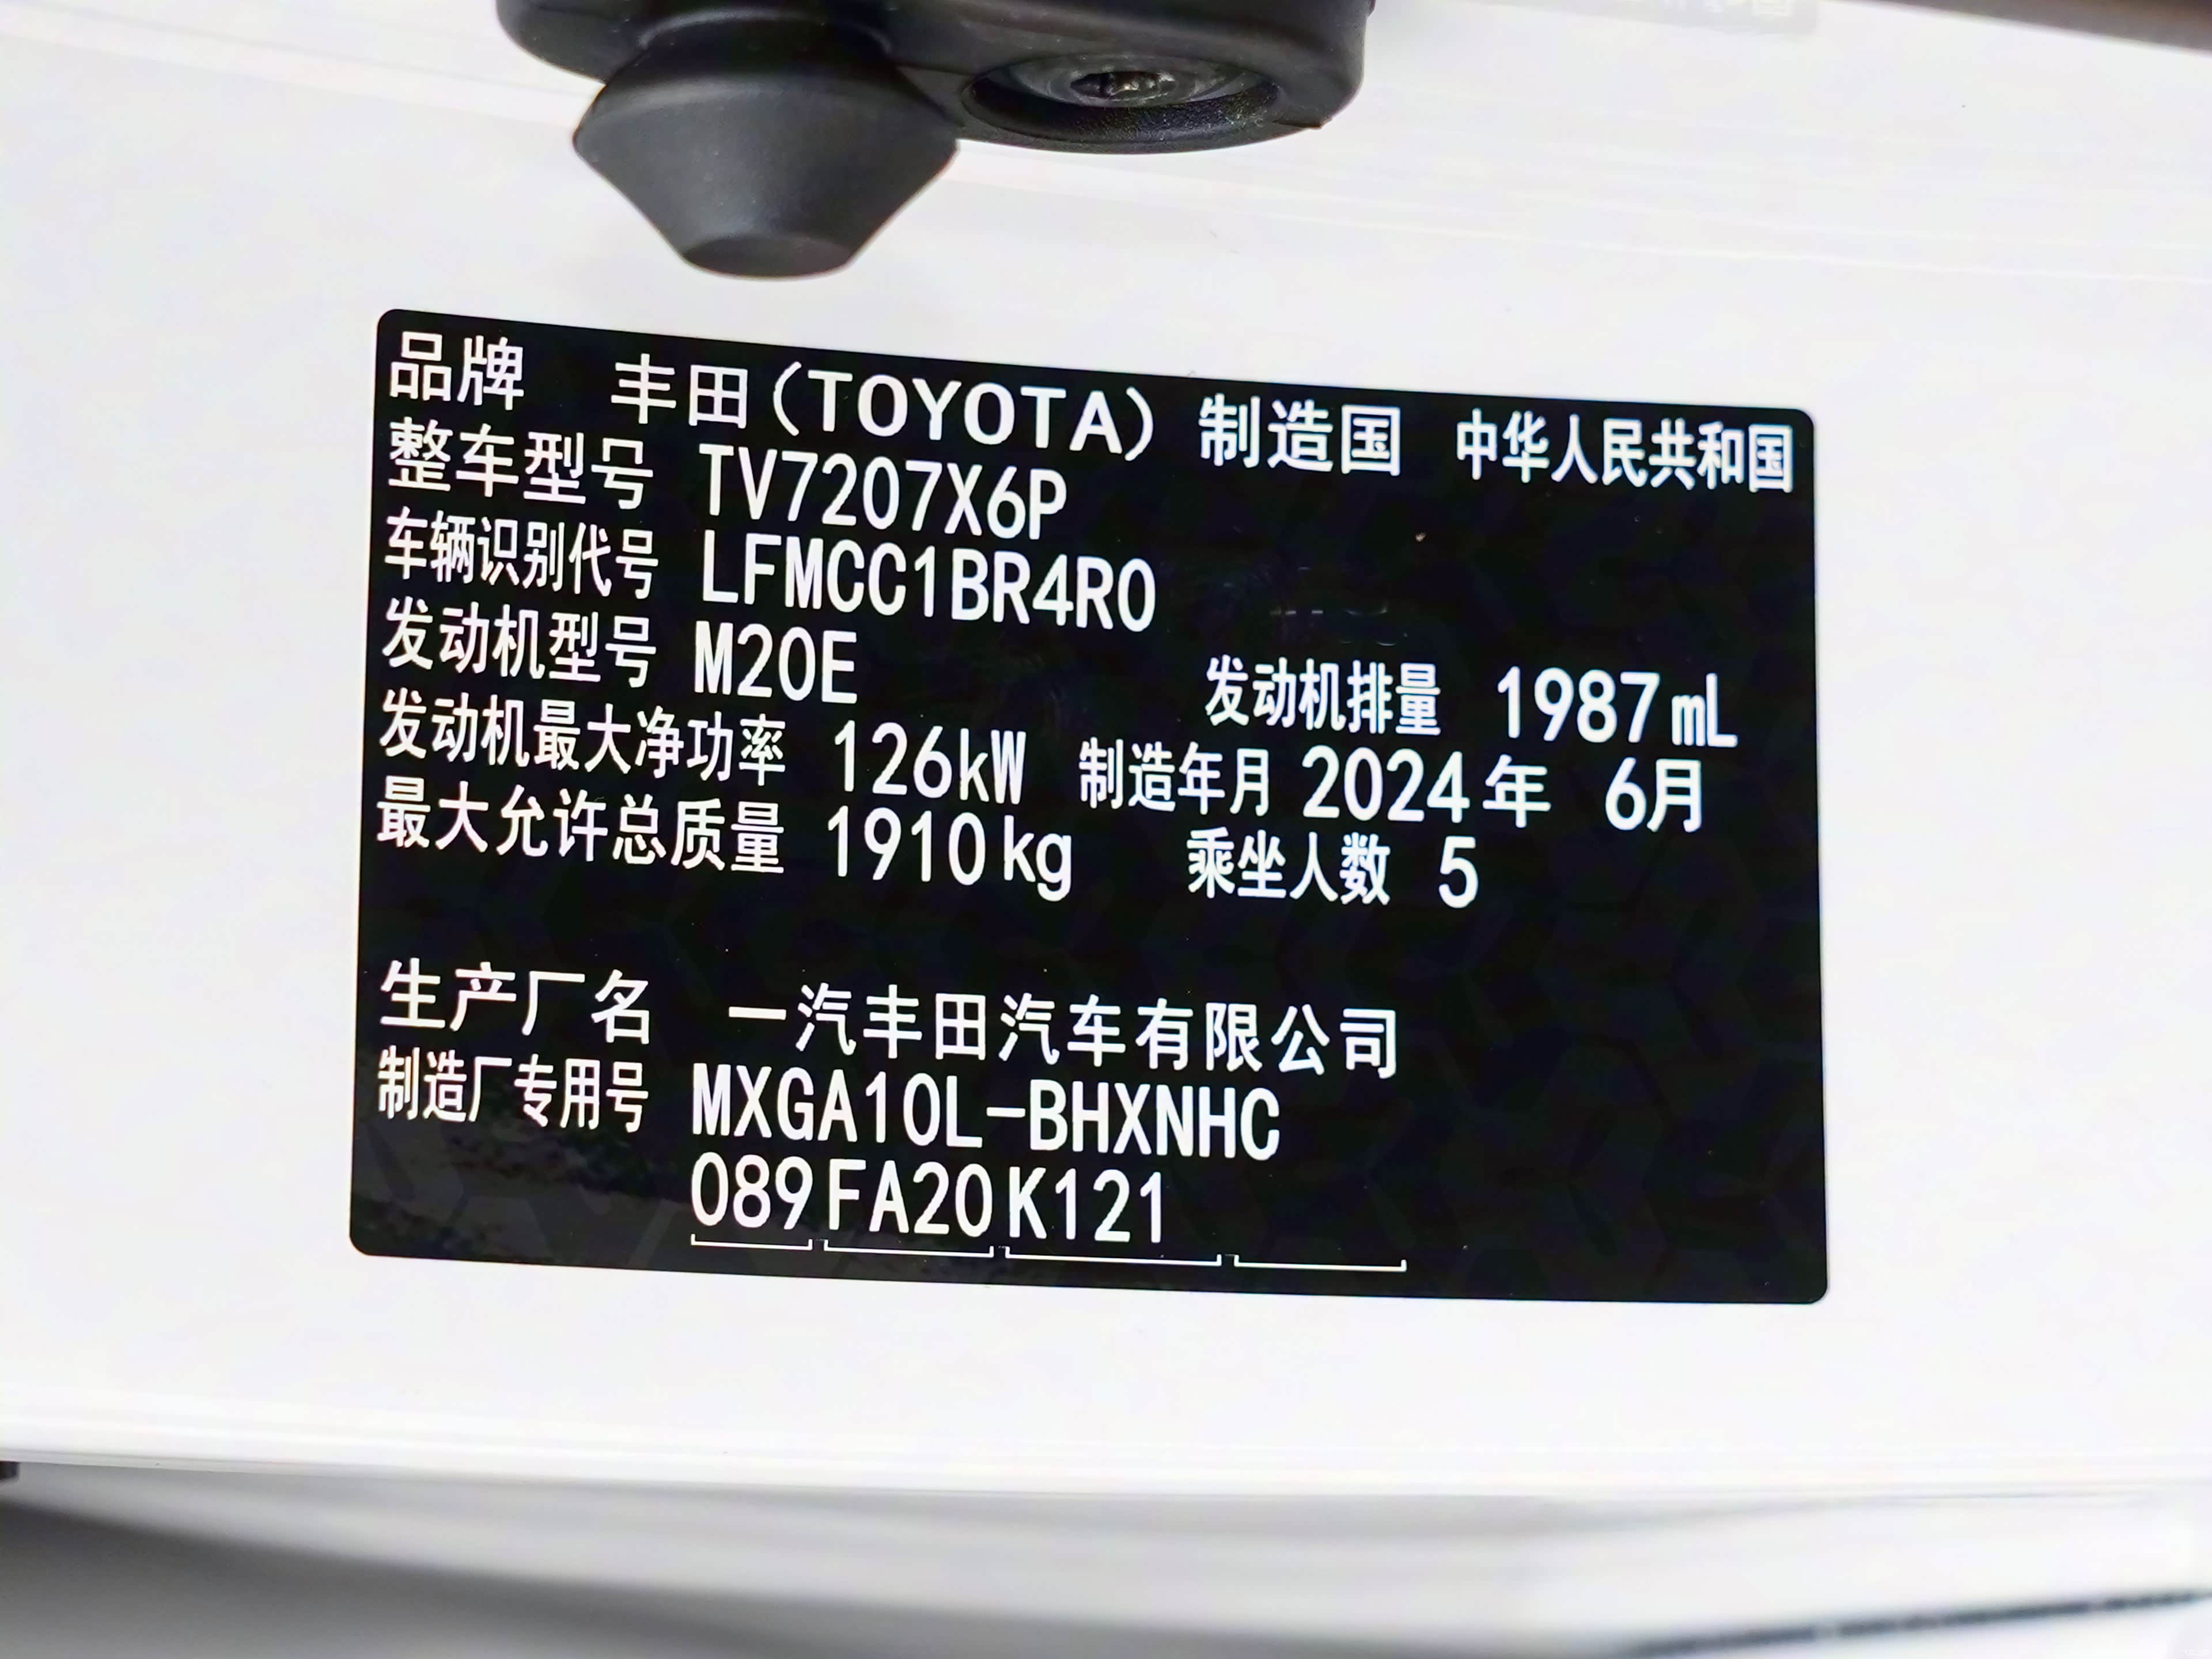 品牌 丰田(TOYOTA) 制造国 中华人民共和国
整车型号 TV7207X6P
车辆识别代号 LFMCC1BR4R0
发动机型号 M20E 发动机排量 1987mL
发动机最大净功率 126kW 制造年月 2024年 6月
最大允许总质量 1910kg 乘坐人数 5
生产厂名 一汽丰田汽车有限公司
制造厂专用号 MXGA10L-BHXNHC
089 FA20 K121